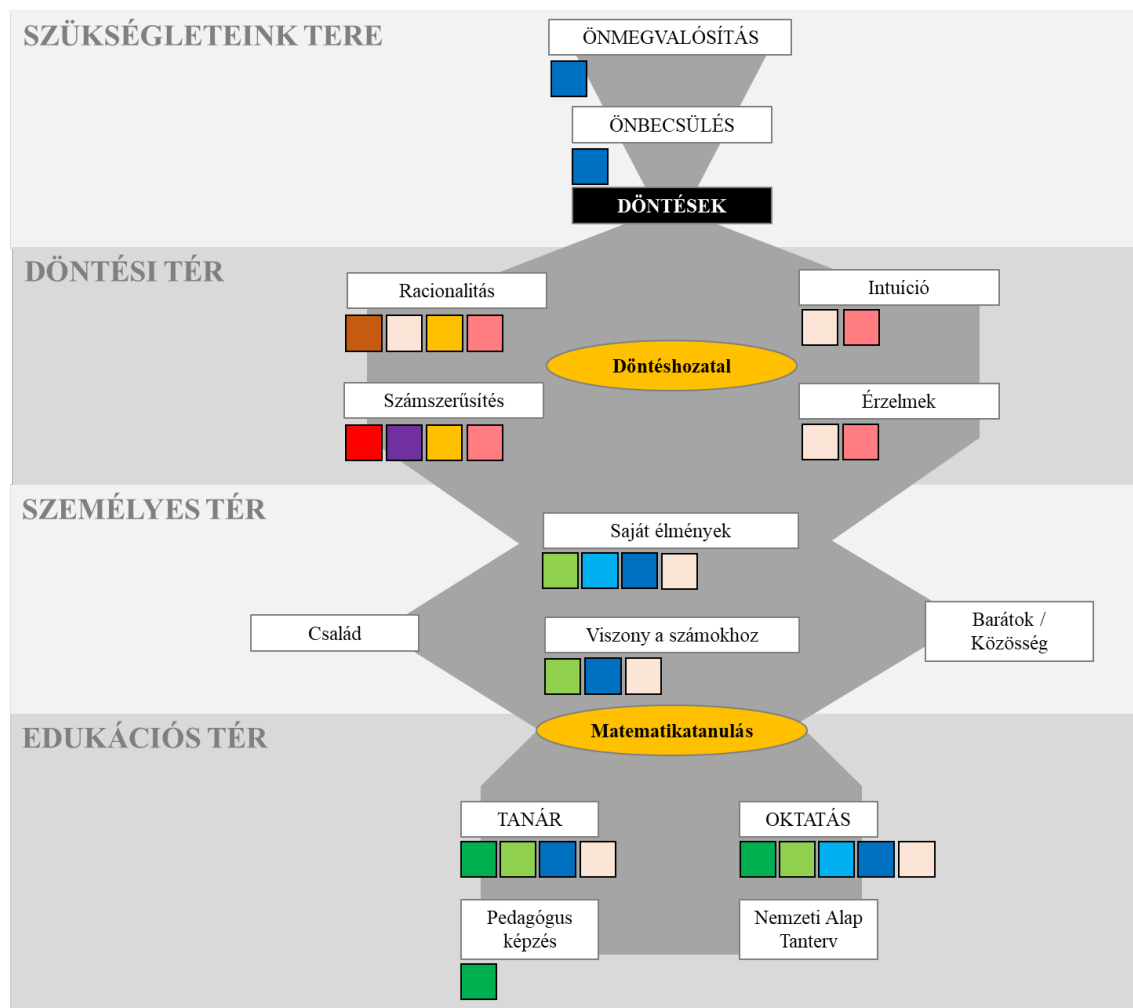 SZÜKSÉGLETEINK TERE
ÖNMEGVALÓSÍTÁS
ÖNBECSÜLÉS
DÖNTÉSEK
DÖNTÉSI TÉR
Racionalitás
Intuíció
Döntéshozatal
Számszerűsítés
Érzelmek
SZEMÉLYES TÉR
Saját élmények
Család
Viszony a számokhoz
Barátok /
Közösség
EDUKÁCIÓS TÉR
Matematikatanulás
TANÁR
OKTATÁS
Pedagógus
képzés
Nemzeti Alap
Tanterv